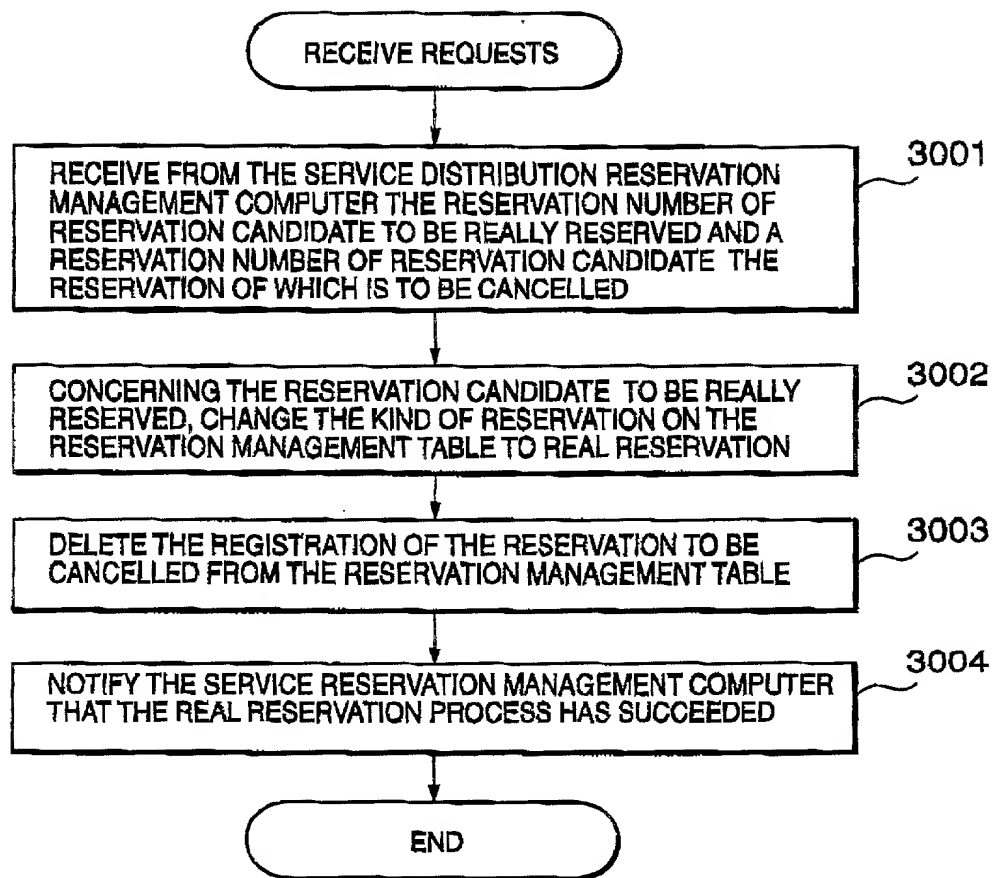 RECEIVE REQUESTS
3001
RECEIVE FROM THE SERVICE DISTRIBUTION RESERVATION
MANAGEMENT COMPUTER THE RESERVATION NUMBER OF
RESERVATION CANDIDATE TO BE REALLY RESERVED AND A
RESERVATION NUMBER OF RESERVATION CANDIDATE THE
RESERVATION OF WHICH IS TO BE CANCELLED
3002
CONCERNING THE RESERVATION CANDIDATE TO BE REALLY
RESERVED, CHANGE THE KIND OF RESERVATION ON THE
RESERVATION MANAGEMENT TABLE TO REAL RESERVATION
3003
DELETE THE REGISTRATION OF THE RESERVATION TO BE
CANCELLED FROM THE RESERVATION MANAGEMENT TABLE
3004
NOTIFY THE SERVICE RESERVATION MANAGEMENT COMPUTER
THAT THE REAL RESERVATION PROCESS HAS SUCCEEDED
END